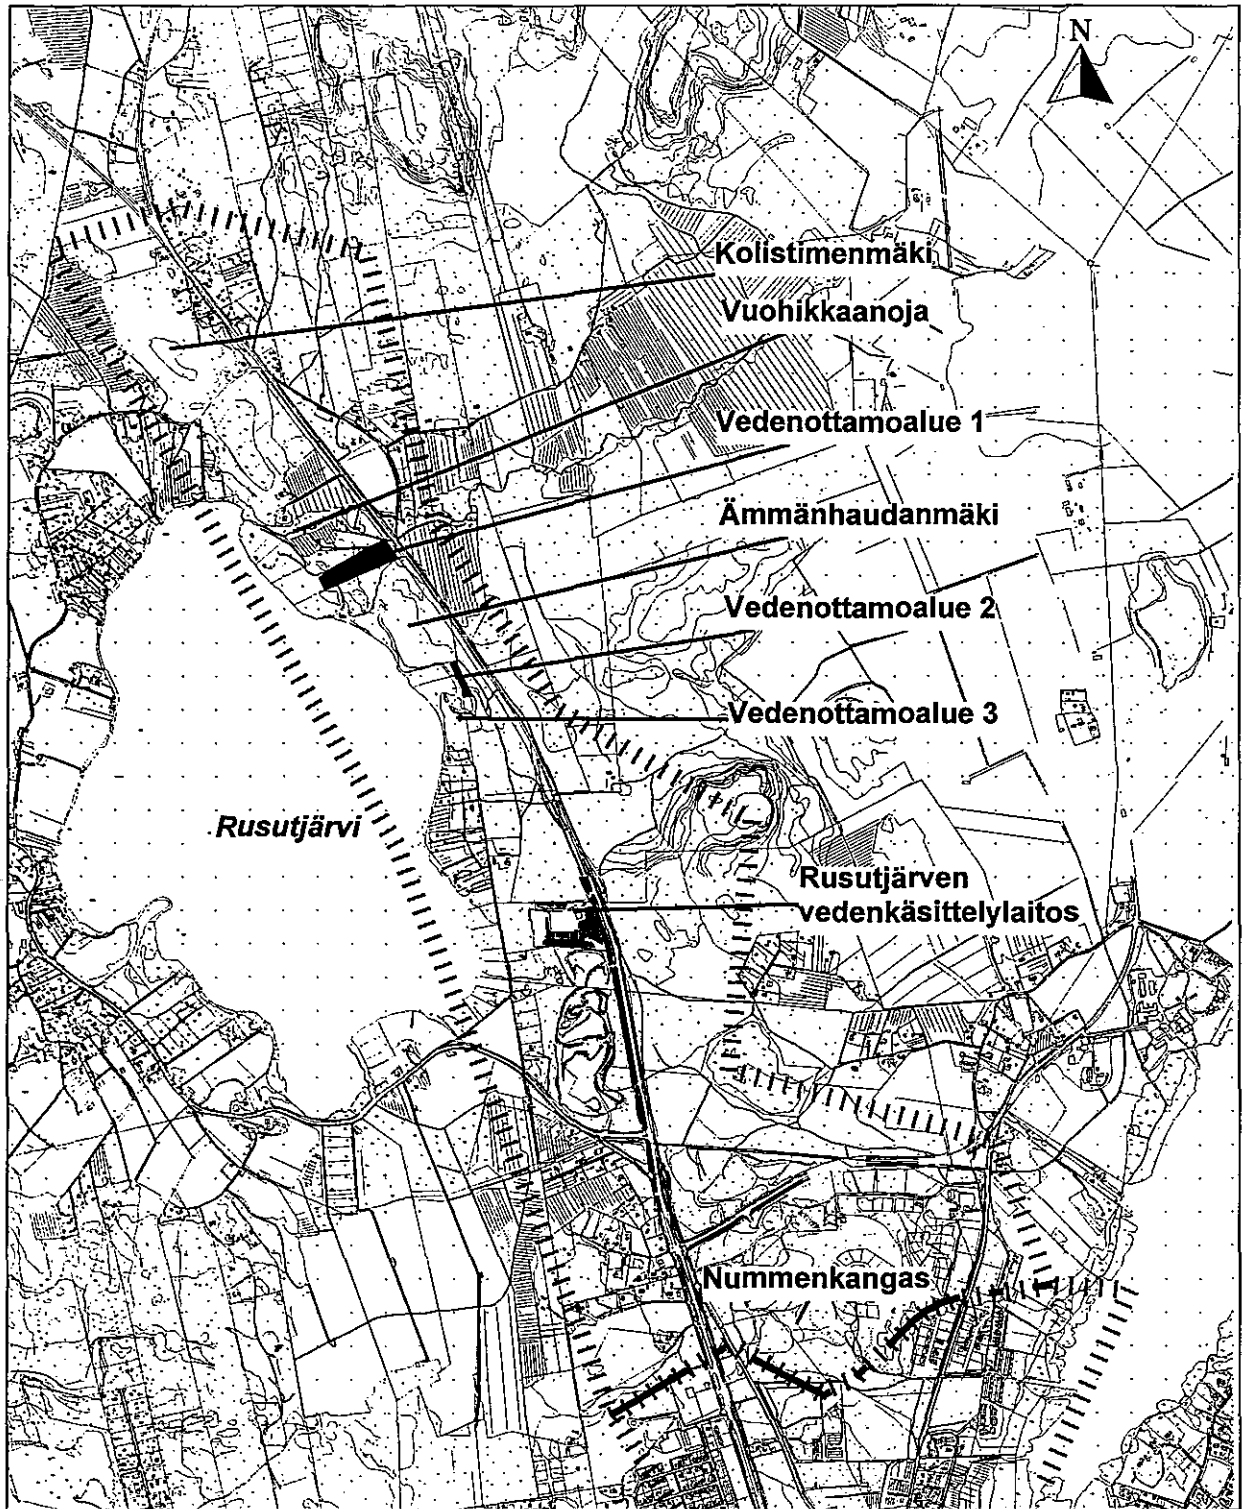 N
Kolistimenmäki
Vuohikkaanoja
Vedenottamoalue 1
Ämmänhaudanmäki
Vedenottamoalue 2
Vedenottamoalue 3
Rusutjärvi
Rusutjärven
vedenkäsittelylaitos
Nummenkangas